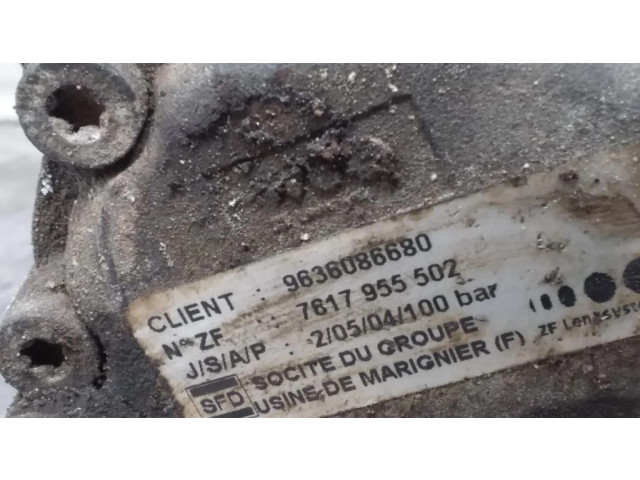 CLIENT : 9636086680
N° ZF : 7617 955 502
J/S/A/P : 2/05/04/100 bar
SFD SOCITE DU GROUPE
USINE DE MARIGNIER (F)
ZF Lenksyste